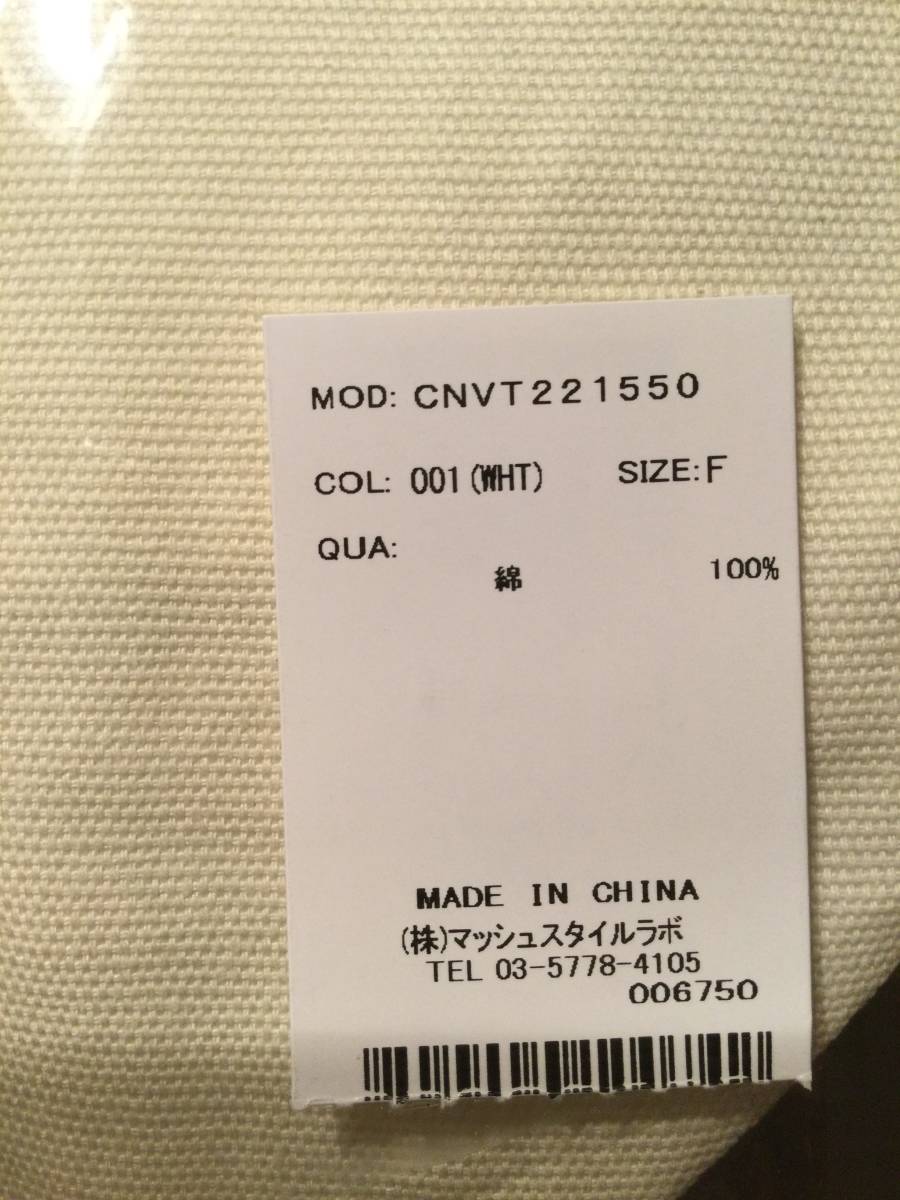 MOD: CNVT221550
COL: 001(WHT) SIZE:F
QUA:
綿 100%
MADE IN CHINA
(株)マッシュスタイルラボ
TEL 03-5778-4105
006750